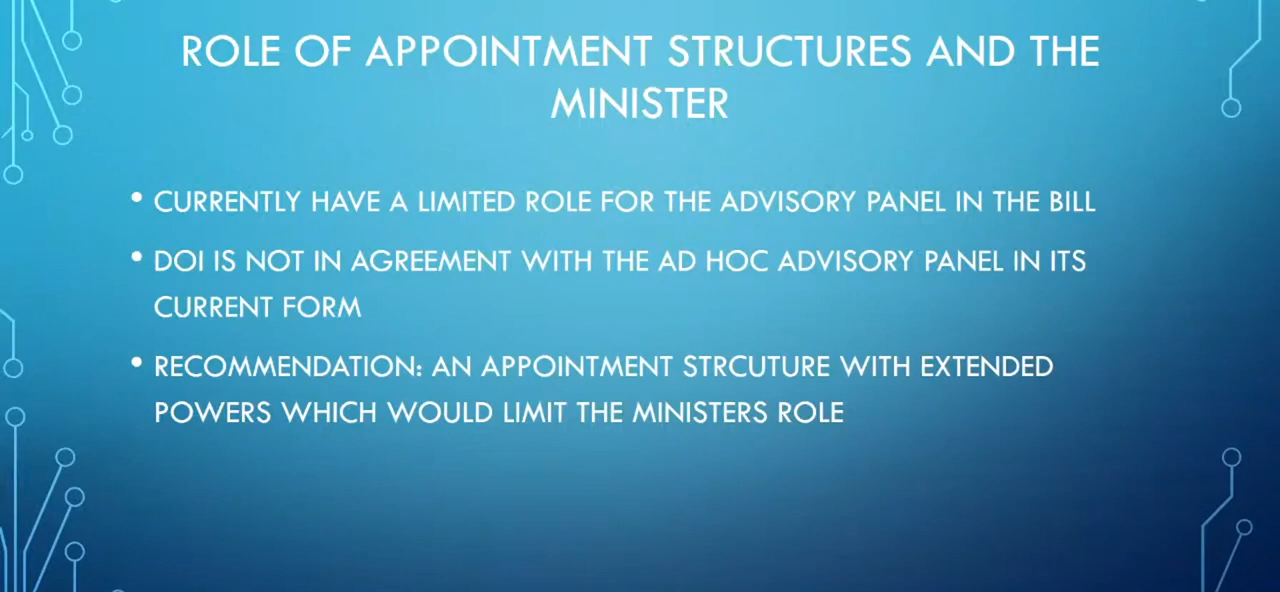 ROLE OF APPOINTMENT STRUCTURES AND THE
MINISTER
• CURRENTLY HAVE A LIMITED ROLE FOR THE ADVISORY PANEL IN THE BILL
• DOI IS NOT IN AGREEMENT WITH THE AD HOC ADVISORY PANEL IN ITS
CURRENT FORM
• RECOMMENDATION: AN APPOINTMENT STRCUTURE WITH EXTENDED
POWERS WHICH WOULD LIMIT THE MINISTERS ROLE